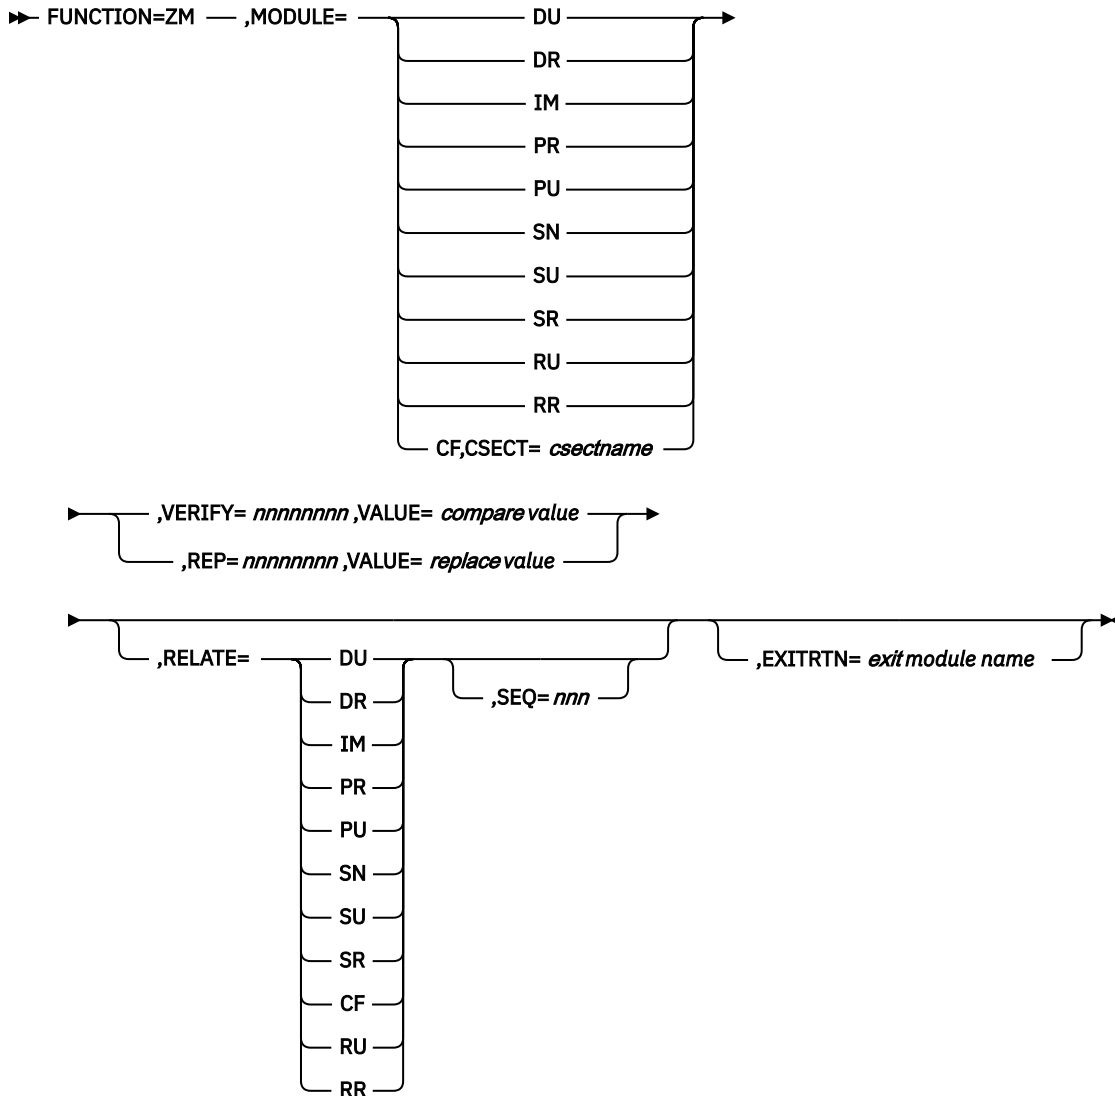 FUNCTION=ZM ,MODULE= DU
DR
IM
PR
PU
SN
SU
SR
RU
RR
CF,CSECT= csectname
,VERIFY= nnnnnnnn ,VALUE= compare value
,REP= nnnnnnnn ,VALUE= replace value
,RELATE= DU ,EXITRTN= exit module name
DR ,SEQ= nnn
IM
PR
PU
SN
SU
SR
CF
RU
RR